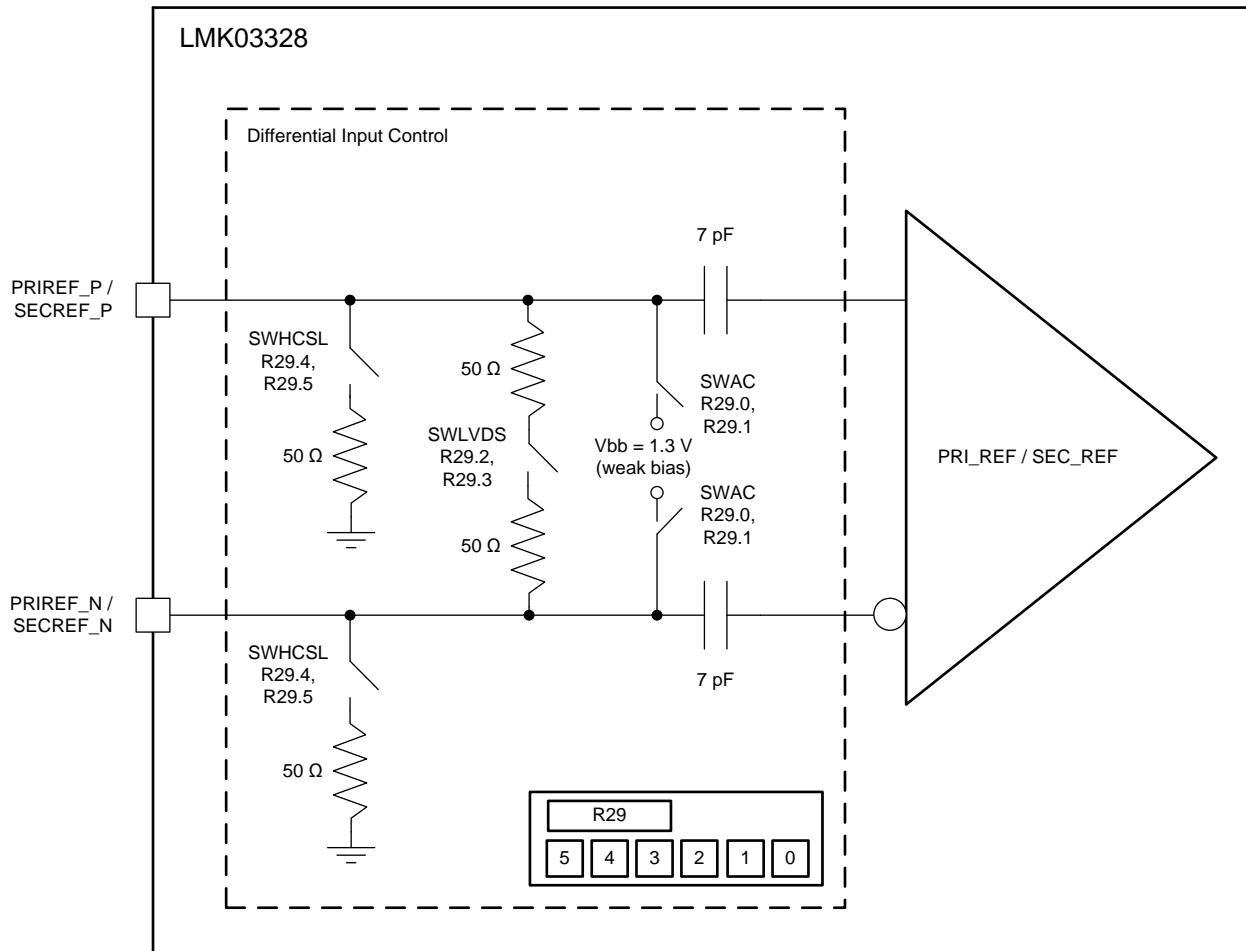 LMK03328
Differential Input Control
7 pF
PRIREF_P /
SECREF_P
SWHCSL
R29.4,
R29.5
50 Ω
50 Ω
SWLVDS
R29.2,
R29.3
50 Ω
SWAC
R29.0,
R29.1
Vbb = 1.3 V
(weak bias)
SWAC
R29.0,
R29.1
PRI_REF / SEC_REF
PRIREF_N /
SECREF_N
SWHCSL
R29.4,
R29.5
50 Ω
7 pF
R29
5 4 3 2 1 0